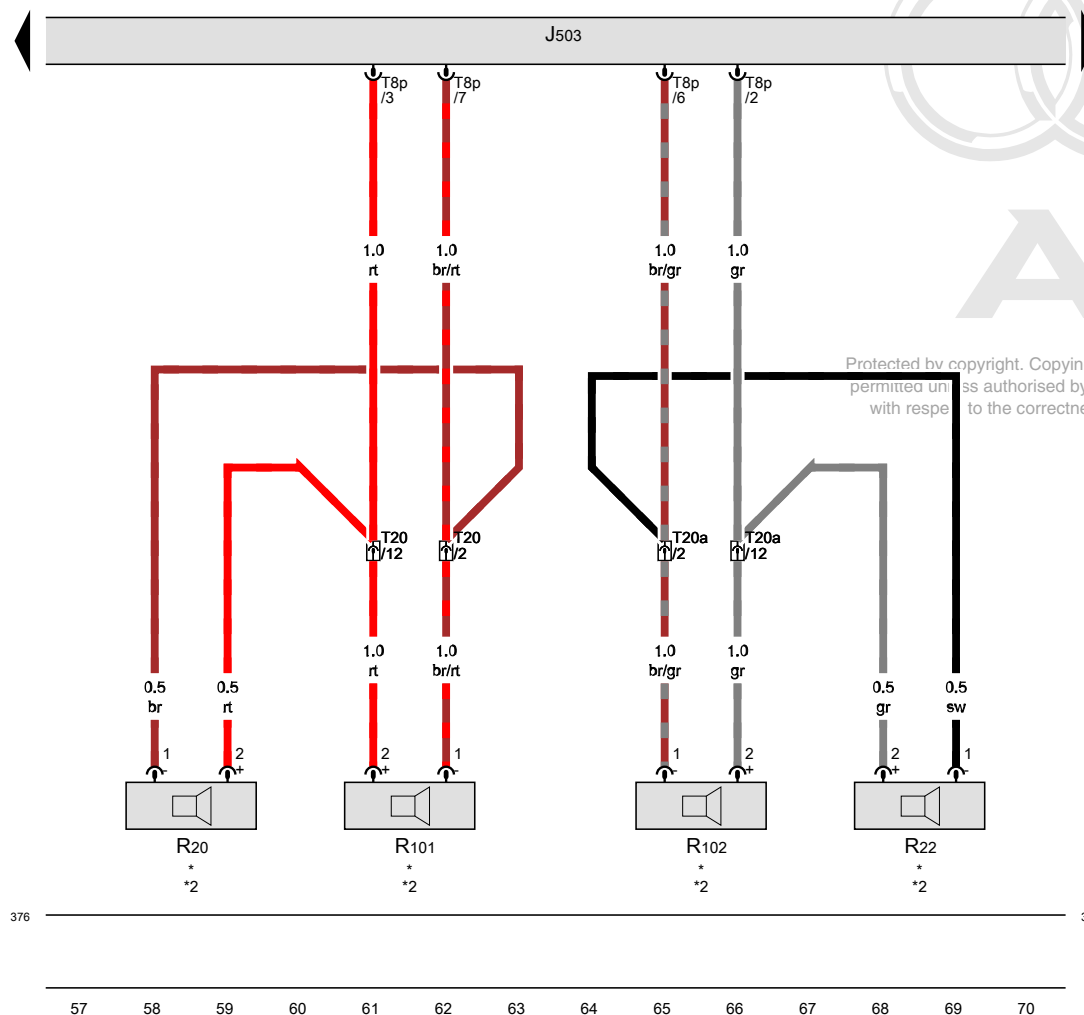 J503
T8p T8p T8p T8p
/3 /7 /6 /2
1.0 1.0 1.0 1.0
rt br/rt br/gr gr
Protected by copyright. Copyin
permitted un ss authorised by
with respe to the correctne
T20 T20 T20a T20a
/12 /2 /2 /12
1.0 1.0 1.0 1.0
rt br/rt br/gr gr
0.5 0.5 0.5 0.5
br rt gr sw
1 2 2 1 1 2 2 1
- + + - - + + -
R20 R101 R102 R22
* * * *
*2 *2 *2 *2
376
57 58 59 60 61 62 63 64 65 66 67 68 69 70